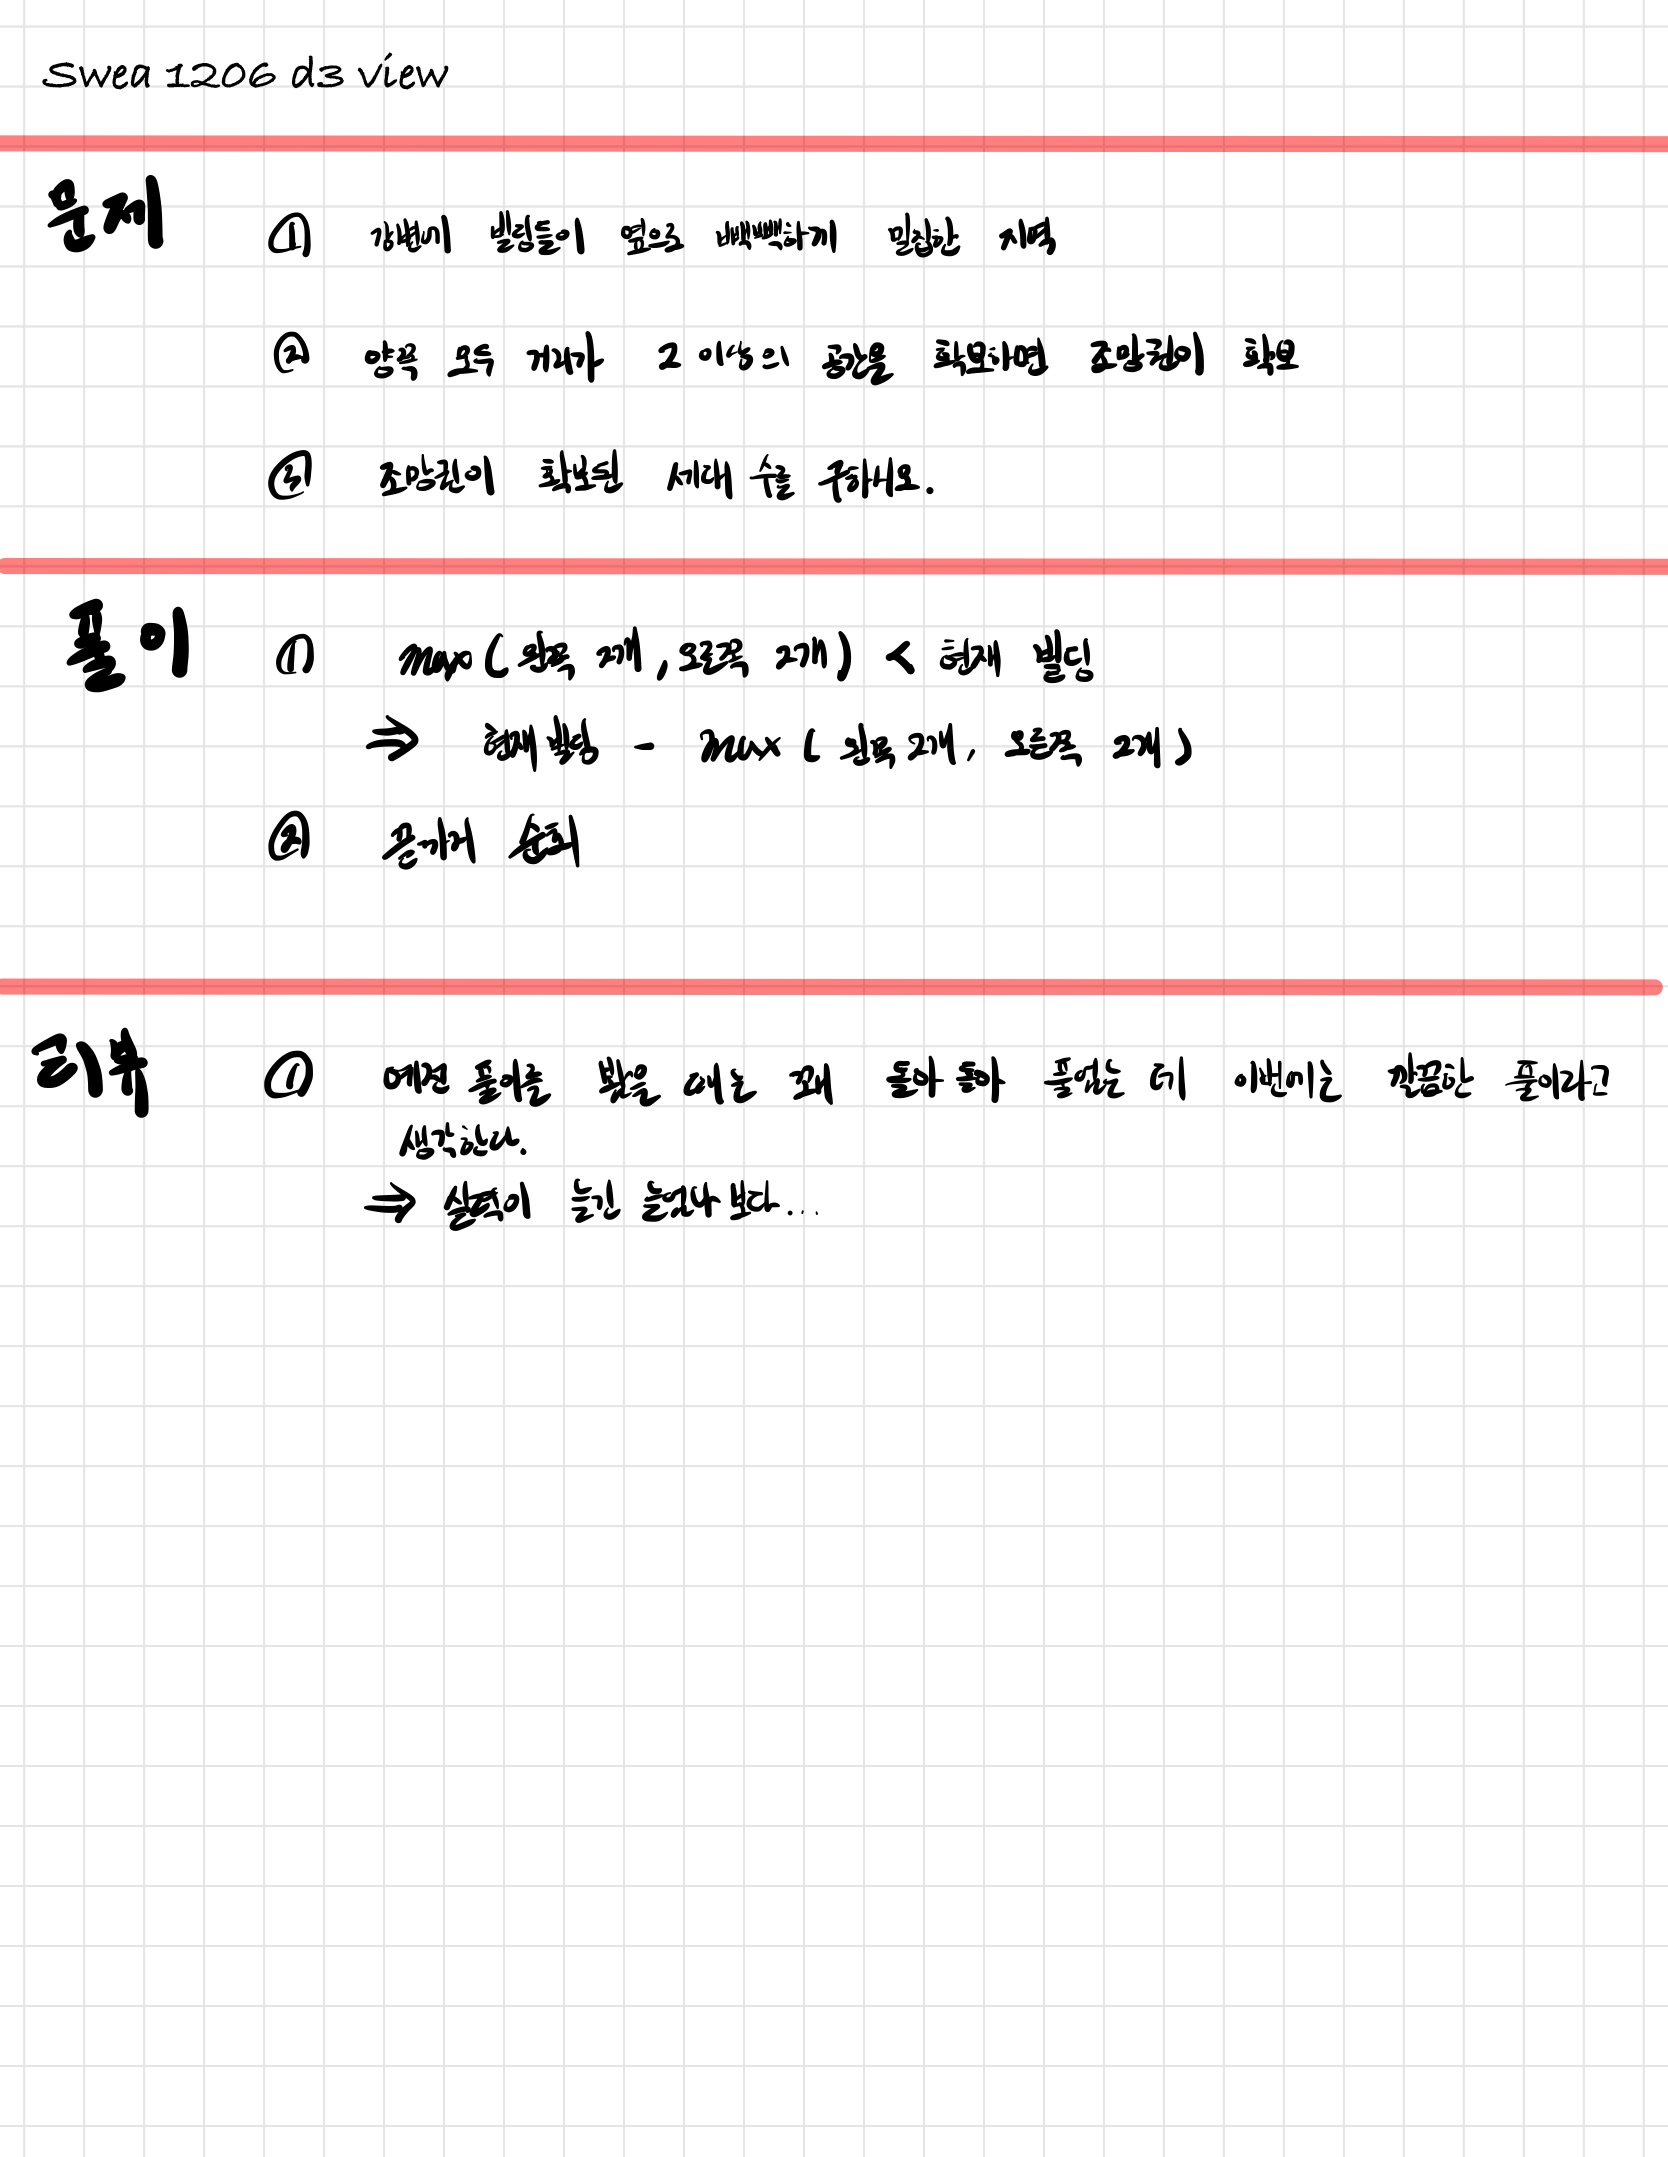 Swea 1206 d3 view
문제
① 강변에 빌딩들이 옆으로 빽빽하게 밀집한 지역
② 양쪽 모두 거리가 2 이상의 공간을 확보하면 조망권이 확보
③ 조망권이 확보된 세대 수를 구하시오.
풀이
① max(왼쪽 2개, 오른쪽 2개) < 현재 빌딩
⇒ 현재 빌딩 - max(왼쪽 2개, 오른쪽 2개)
② 끝까지 순회
리뷰
① 예전 풀이를 봤을 때는 꽤 돌아 돌아 풀었는 데 이번에는 깔끔한 풀이라고
생각한다.
⇒ 실력이 늘긴 늘었나 보다...